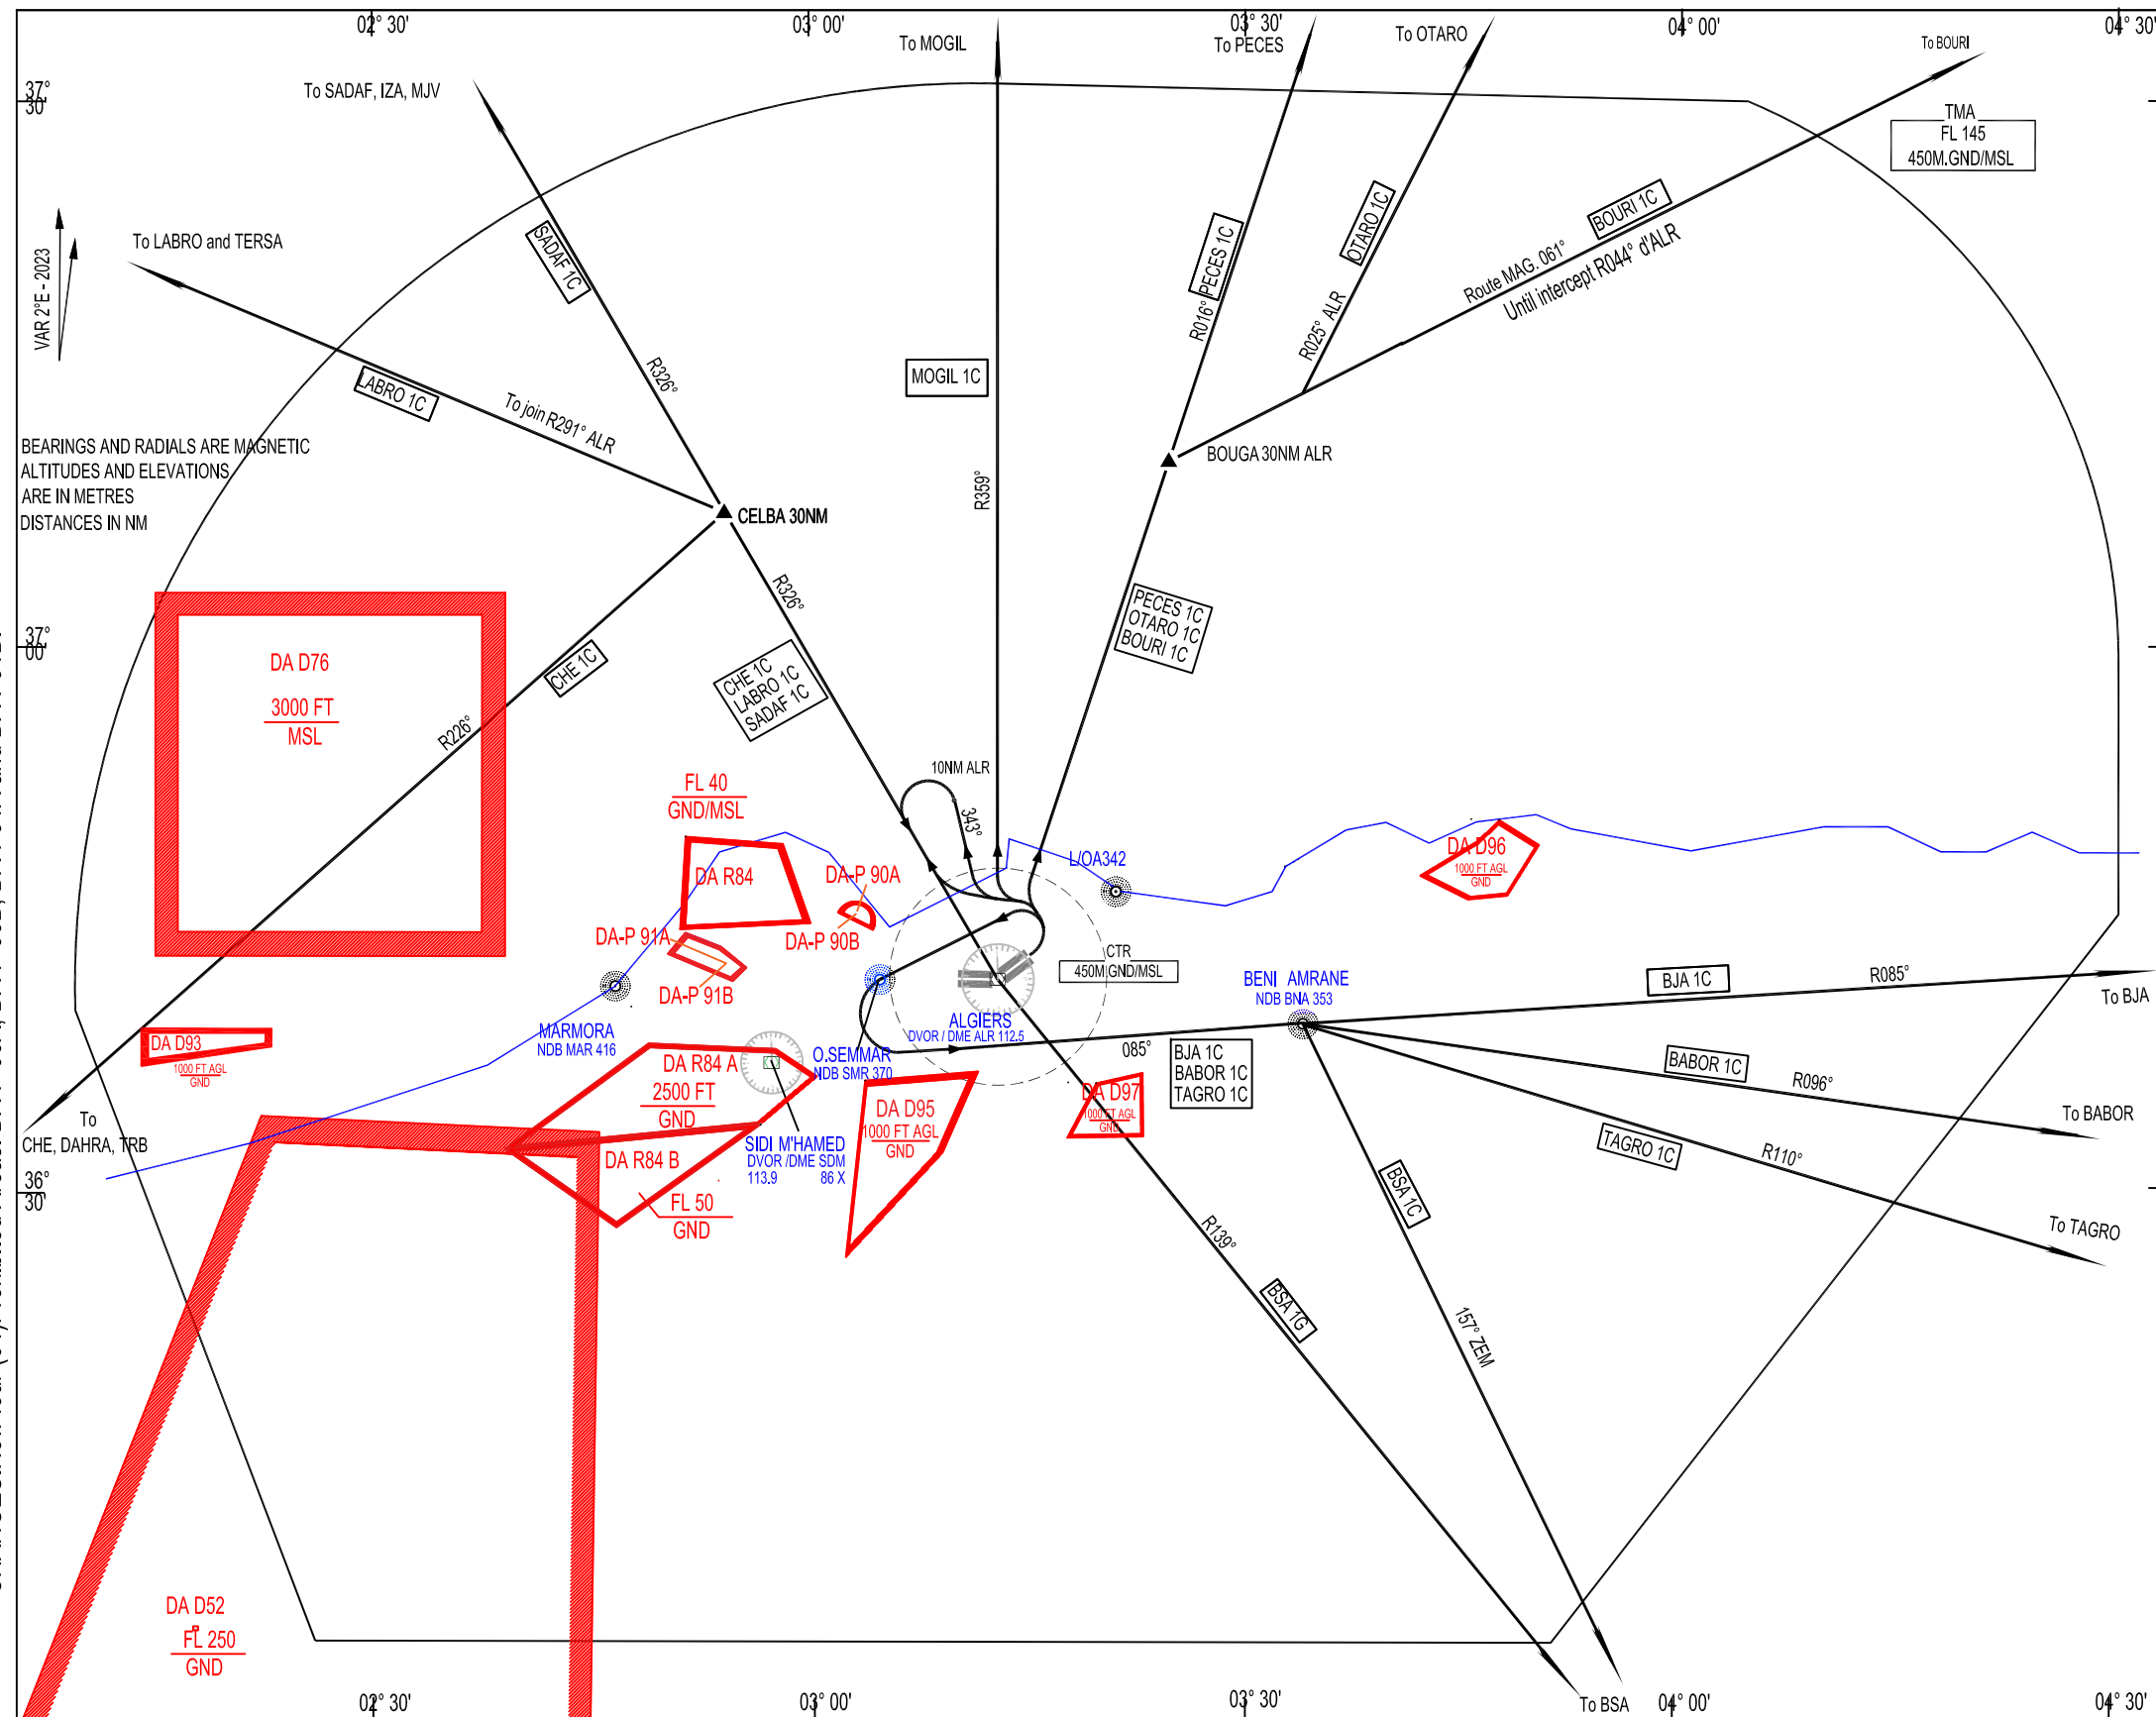 02° 30'
03° 00'
03° 30'
04° 00'
04° 30'
To MOGIL
To PECES
To OTARO
To BOURI
37°
30'
To SADAF, IZA, MJV
TMA
FL 145
450M.GND/MSL
VAR 2°E - 2023
To LABRO and TERSA
SADAF 1C
PECES 1C
R016°
OTARO 1C
R025° ALR
BOURI 1C
Route MAG. 061°
Until intercept R044° d'ALR
LABRO 1C
To join R291° ALR
R326°
MOGIL 1C
R359°
BEARINGS AND RADIALS ARE MAGNETIC
ALTITUDES AND ELEVATIONS
ARE IN METRES
DISTANCES IN NM
BOUGA 30NM ALR
CELBA 30NM
R326°
37°
00'
DA D76
3000 FT
MSL
CHE 1C
R226°
CHE 1C
LABRO 1C
SADAF 1C
PECES 1C
OTARO 1C
BOURI 1C
10NM ALR
343°
FL 40
GND/MSL
DA R84
DA-P 90A
DA-P 90B
DA-P 91A
DA-P 91B
L/OA342
DA D96
1000 FT AGL
GND
CTR
450M GND/MSL
BENI AMRANE
NDB BNA 353
BJA 1C
R085°
To BJA
MARMORA
NDB MAR 416
ALGIERS
DVOR / DME ALR 112.5
O.SEMMAR
NDB SMR 370
085°
BJA 1C
BABOR 1C
TAGRO 1C
DA D93
1000 FT AGL
GND
DA R84 A
2500 FT
GND
DA R84 B
FL 50
GND
SIDI M'HAMED
DVOR /DME SDM
113.9 86 X
DA D95
1000 FT AGL
GND
DA D97
1000 FT AGL
GND
BABOR 1C
R096°
To BABOR
TAGRO 1C
R110°
To TAGRO
To
CHE, DAHRA, TRB
36°
30'
BSA 1C
157° ZEM
R139°
BSA 1G
To BSA
DA D52
FL 250
GND
02° 30'
03° 00'
03° 30'
04° 00'
04° 30'